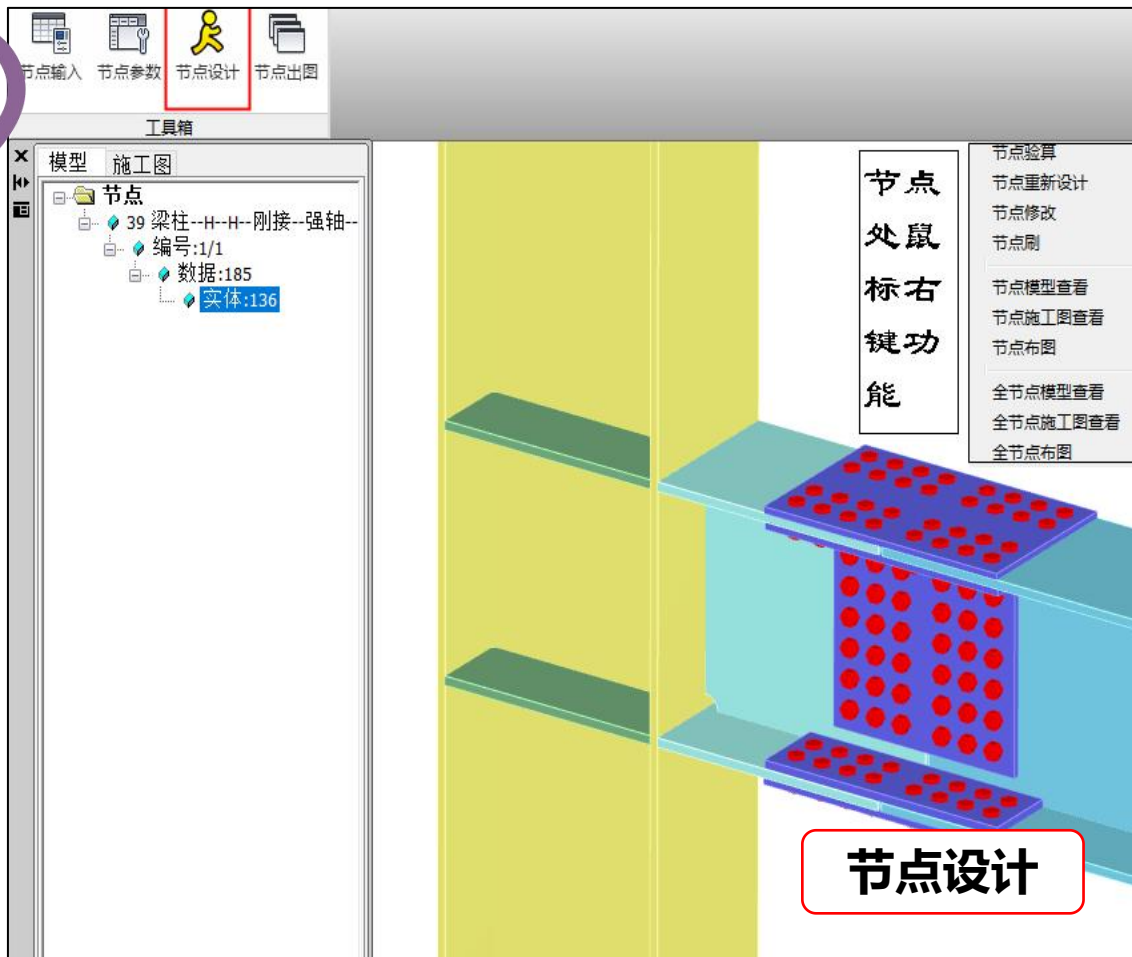 节点输入 节点参数 节点设计 节点出图
工具箱
模型 施工图
节点
39 梁柱--H--H--刚接--强轴--
编号:1/1
数据:185
实体:136
节点
处鼠
标右
键功
能
节点验算
节点重新设计
节点修改
节点刷
节点模型查看
节点施工图查看
节点布图
全节点模型查看
全节点施工图查看
全节点布图
节点设计